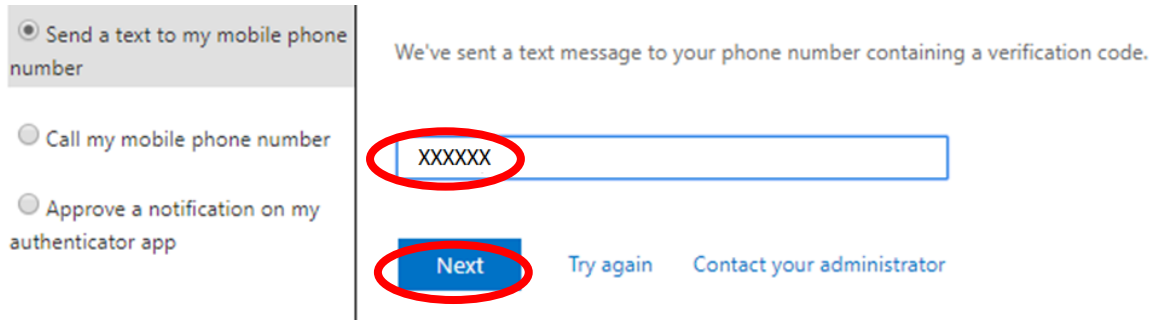 Send a text to my mobile phone
number
Call my mobile phone number
Approve a notification on my
authenticator app
We've sent a text message to your phone number containing a verification code.
XXXXXX
Next Try again Contact your administrator